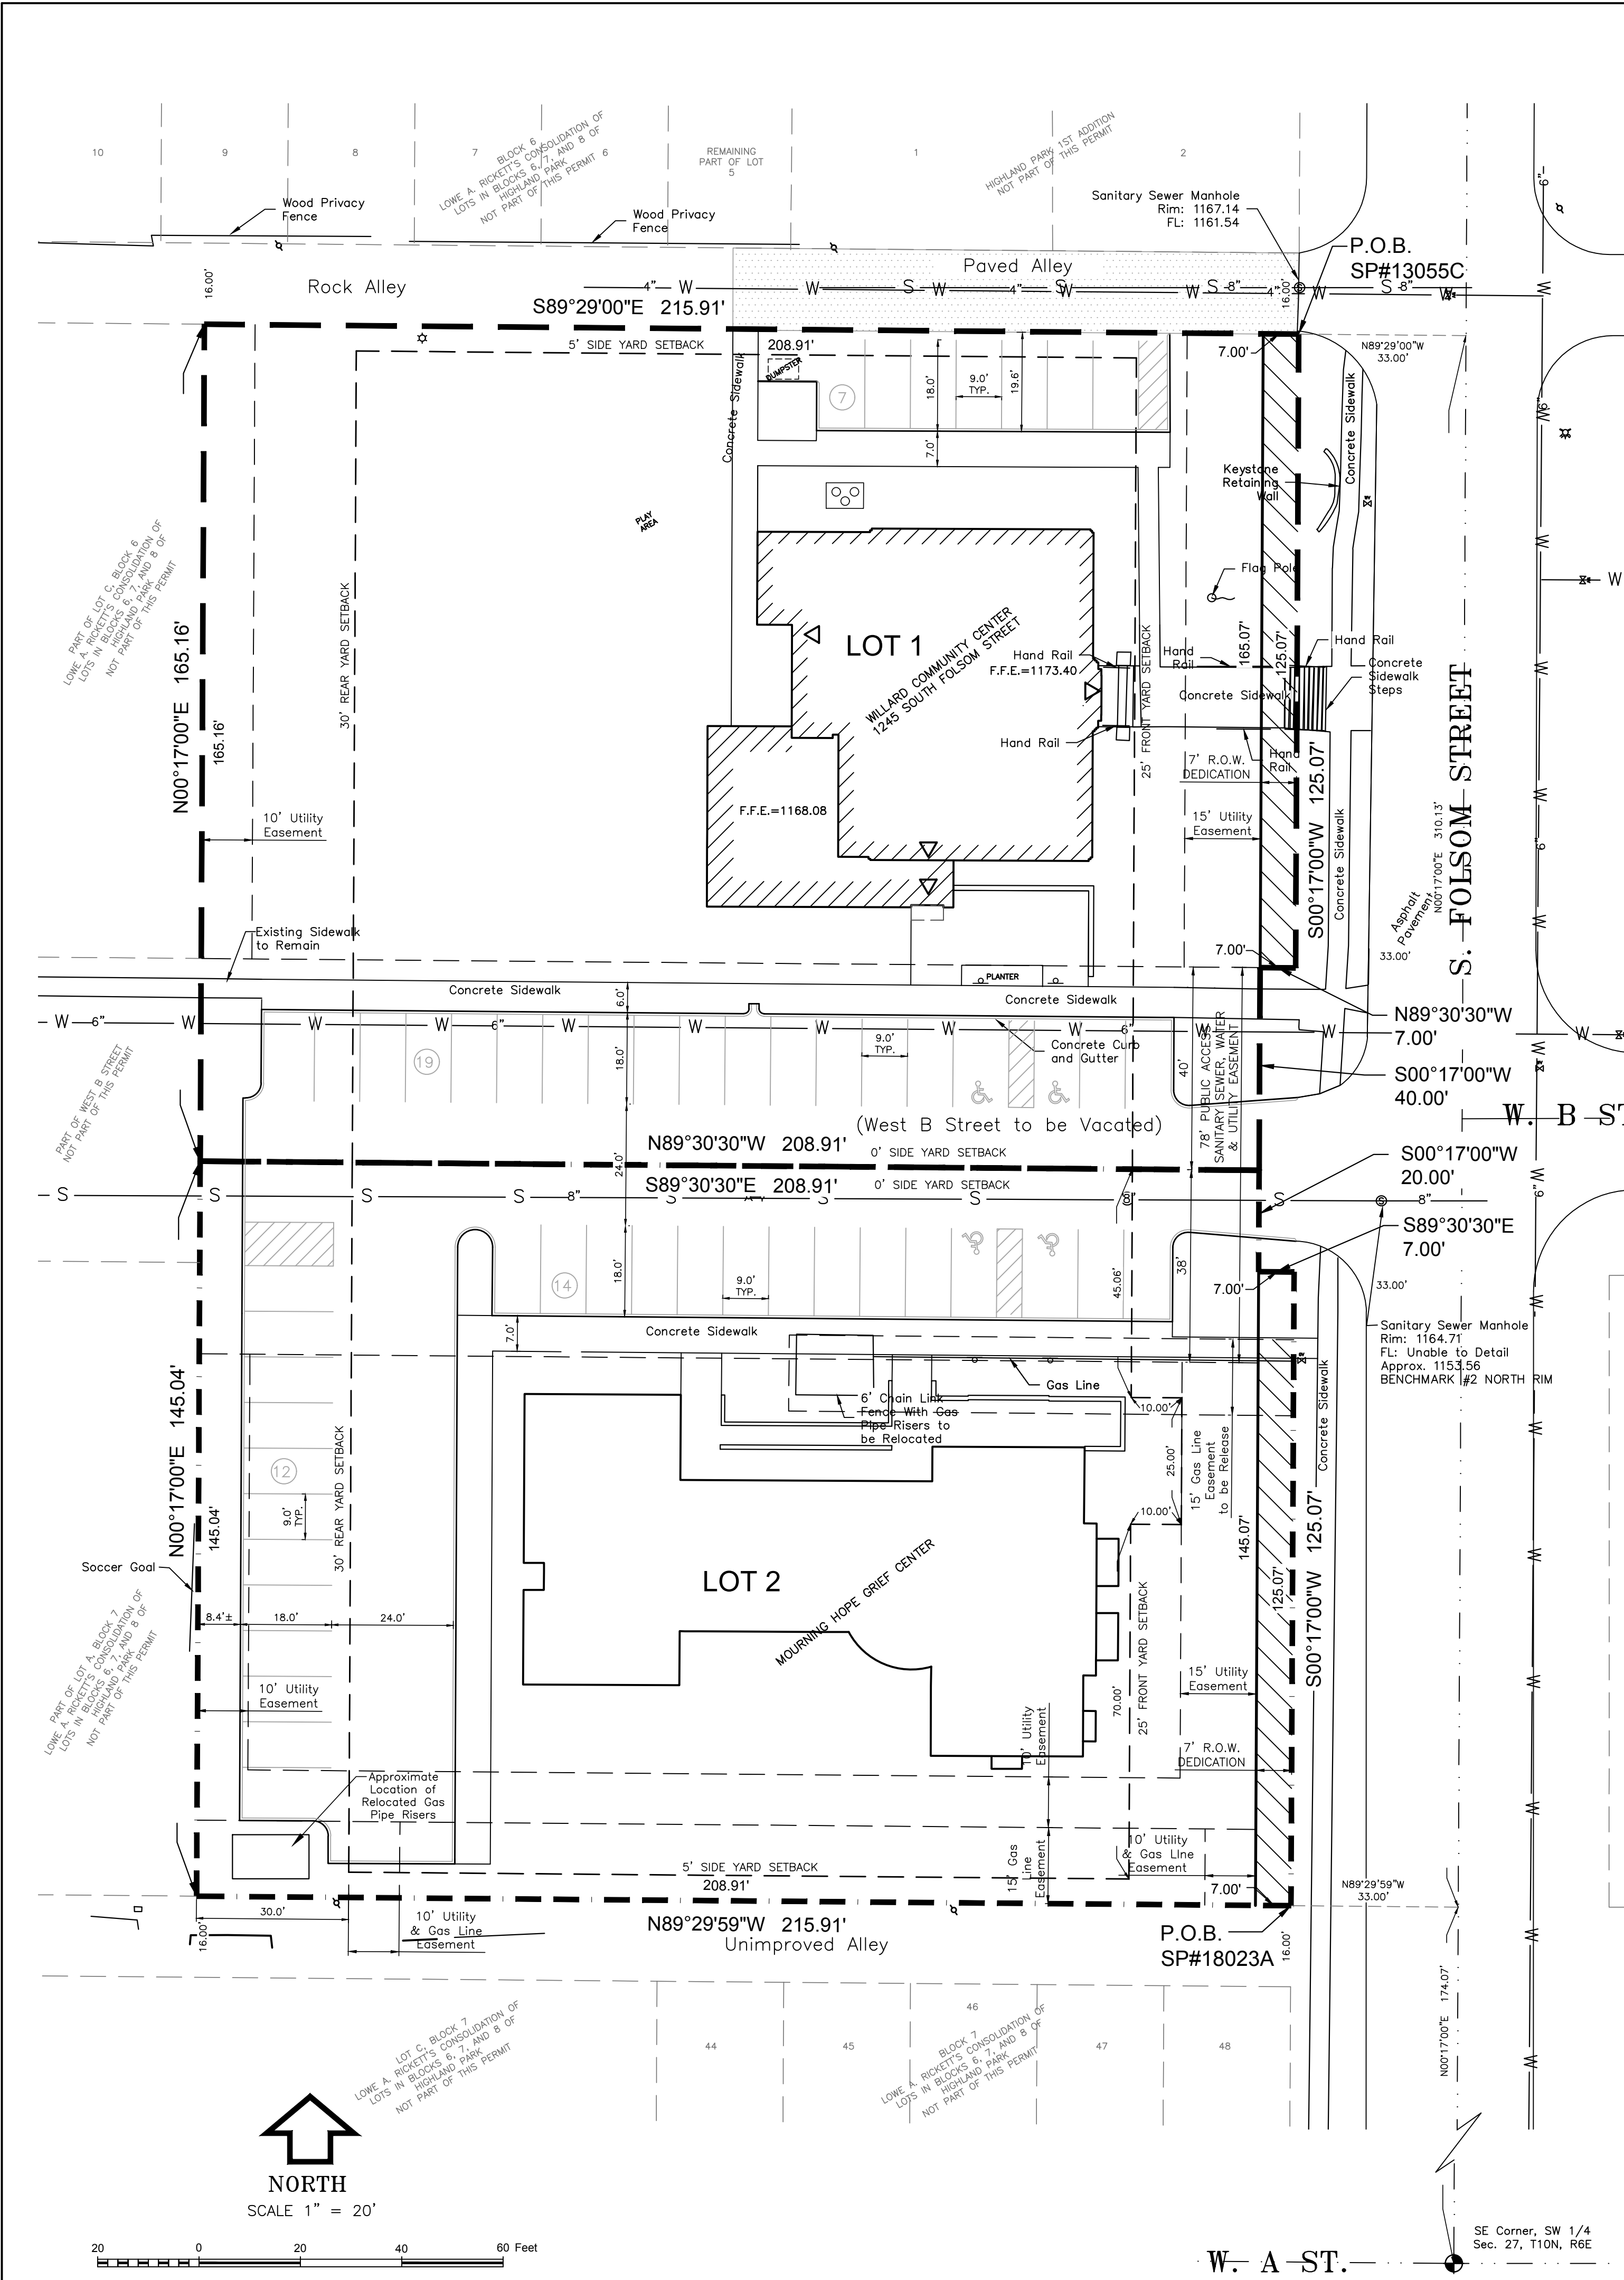 10
9
8
7
BLOCK 6
LOWE A. RICKETT'S CONSOLIDATION OF
LOTS IN BLOCKS 6, 7, AND 8 OF
HIGHLAND PARK
NOT PART OF THIS PERMIT
6
REMAINING
PART OF LOT
5
1
HIGHLAND PARK 1ST ADDITION
NOT PART OF THIS PERMIT
2
Wood Privacy
Fence
Wood Privacy
Fence
Sanitary Sewer Manhole
Rim: 1167.14
FL: 1161.54
P.O.B.
SP#13055C
16.00'
Rock Alley
Paved Alley
4" W W S W 4" S W S 8" W 4" 16.00' S W S 8" W
6"
W
6"
S89°29'00"E 215.91'
5' SIDE YARD SETBACK
208.91'
7.00'
N89°29'00"W
33.00'
Concrete Sidewalk
DUMPSTER
7
18.0'
9.0'
TYP.
19.6'
7.0'
Concrete Sidewalk
Keystone
Retaining
Wall
PLAY
AREA
PART OF LOT C, BLOCK 6
LOWE A. RICKETT'S CONSOLIDATION OF
LOTS IN BLOCKS 6, 7, AND 8 OF
HIGHLAND PARK
NOT PART OF THIS PERMIT
N00°17'00"E 165.16'
165.16'
30' REAR YARD SETBACK
Flag Pole
W
LOT 1
WILLARD COMMUNITY CENTER
1245 SOUTH FOLSOM STREET
Hand Rail
F.F.E.=1173.40
Hand
Rail
165.07'
125.07'
Hand Rail
Concrete
Sidewalk
Steps
Concrete Sidewalk
25' FRONT YARD SETBACK
Hand Rail
Hand
Rail
7' R.O.W.
DEDICATION
F.F.E.=1168.08
10' Utility
Easement
15' Utility
Easement
S00°17'00"W 125.07'
Concrete Sidewalk
Asphalt
Pavement
N00°17'00"E 310.13'
S. FOLSOM STREET
6"
Existing Sidewalk
to Remain
7.00'
33.00'
PLANTER
Concrete Sidewalk
6.0'
Concrete Sidewalk
N89°30'30"W
7.00'
W 6" W W W 6" W W W W W 6" W W W
9.0'
TYP.
Concrete Curb
and Gutter
19
18.0'
40'
78' PUBLIC ACCESS
SANITARY SEWER, WATER
& UTILITY EASEMENT
S00°17'00"W
40.00'
PART OF WEST B STREET
NOT PART OF THIS PERMIT
(West B Street to be Vacated)
W. B ST
N89°30'30"W 208.91'
0' SIDE YARD SETBACK
24.0'
S00°17'00"W
20.00'
S89°30'30"E 208.91'
0' SIDE YARD SETBACK
S S S S 8" S S 8" S 8"
6"
S89°30'30"E
7.00'
14
18.0'
9.0'
TYP.
45.06'
38'
7.00'
33.00'
7.0'
Concrete Sidewalk
Sanitary Sewer Manhole
Rim: 1164.71
FL: Unable to Detail
Approx. 1153.56
BENCHMARK #2 NORTH RIM
Gas Line
6' Chain Link
Fence With Gas
Pipe Risers to
be Relocated
10.00'
Concrete Sidewalk
N00°17'00"E 145.04'
145.04'
12
9.0'
TYP.
30' REAR YARD SETBACK
25.00'
15' Gas Line
Easement
to be Release
10.00'
Soccer Goal
LOT 2
MOURNING HOPE GRIEF CENTER
145.07'
125.07'
S00°17'00"W 125.07'
8.4'±
18.0'
24.0'
PART OF LOT A, BLOCK 7
LOWE A. RICKETT'S CONSOLIDATION OF
LOTS IN BLOCKS 6, 7, AND 8 OF
HIGHLAND PARK
NOT PART OF THIS PERMIT
10' Utility
Easement
70.00'
25' FRONT YARD SETBACK
15' Utility
Easement
10' Utility
Easement
7' R.O.W.
DEDICATION
Approximate
Location of
Relocated Gas
Pipe Risers
15' Gas
Line
Easement
10' Utility
& Gas Line
Easement
5' SIDE YARD SETBACK
208.91'
7.00'
N89°29'59"W
33.00'
30.0'
16.00'
10' Utility
& Gas Line
Easement
N89°29'59"W 215.91'
Unimproved Alley
P.O.B.
SP#18023A
16.00'
N00°17'00"E 174.07'
LOT C, BLOCK 7
LOWE A. RICKETT'S CONSOLIDATION OF
LOTS IN BLOCKS 6, 7, AND 8 OF
HIGHLAND PARK
NOT PART OF THIS PERMIT
44
45
46
BLOCK 7
LOWE A. RICKETT'S CONSOLIDATION OF
LOTS IN BLOCKS 6, 7, AND 8 OF
HIGHLAND PARK
NOT PART OF THIS PERMIT
47
48
NORTH
SCALE 1" = 20'
20 0 20 40 60 Feet
W. A ST.
SE Corner, SW 1/4
Sec. 27, T10N, R6E